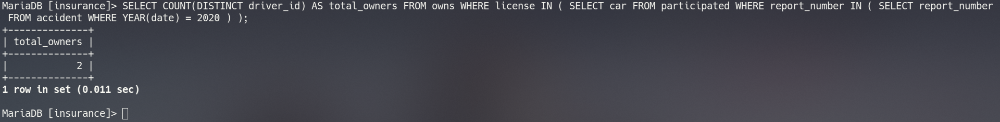 MariaDB [insurance]> SELECT COUNT(DISTINCT driver_id) AS total_owners FROM owns WHERE license IN ( SELECT car FROM participated WHERE report_number IN ( SELECT report_number
 FROM accident WHERE YEAR(date) = 2020 ) );
+--------------+
| total_owners |
+--------------+
|            2 |
+--------------+
1 row in set (0.011 sec)
MariaDB [insurance]>